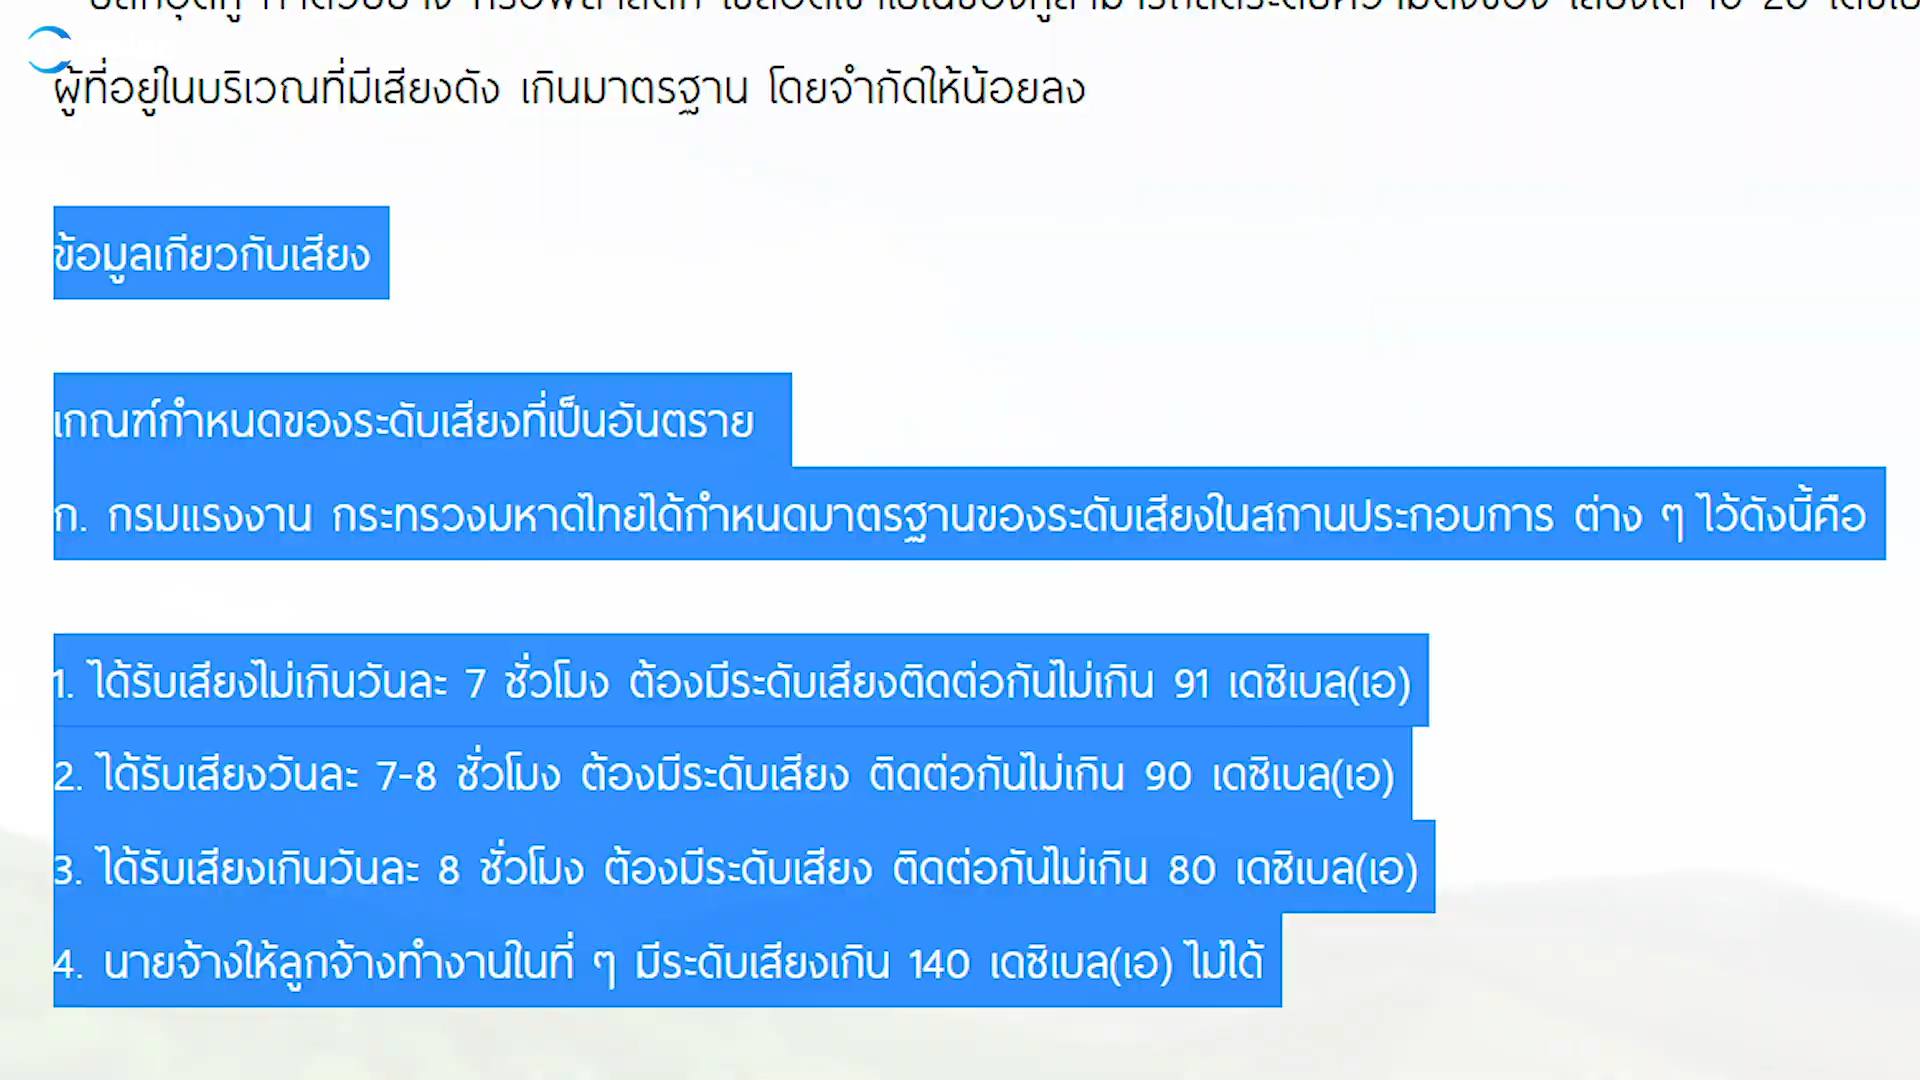 ผู้ที่อยู่ในบริเวณที่มีเสียงดัง เกินมาตรฐาน โดยจำกัดให้น้อยลง
ข้อมูลเกียวกับเสียง
เกณฑ์กำหนดของระดับเสียงที่เป็นอันตราย
ก. กรมแรงงาน กระทรวงมหาดไทยได้กำหนดมาตรฐานของระดับเสียงในสถานประกอบการ ต่าง ๆ ไว้ดังนี้คือ
1. ได้รับเสียงไม่เกินวันละ 7 ชั่วโมง ต้องมีระดับเสียงติดต่อกันไม่เกิน 91 เดซิเบล(เอ)
2. ได้รับเสียงวันละ 7-8 ชั่วโมง ต้องมีระดับเสียง ติดต่อกันไม่เกิน 90 เดซิเบล(เอ)
3. ได้รับเสียงเกินวันละ 8 ชั่วโมง ต้องมีระดับเสียง ติดต่อกันไม่เกิน 80 เดซิเบล(เอ)
4. นายจ้างให้ลูกจ้างทำงานในที่ ๆ มีระดับเสียงเกิน 140 เดซิเบล(เอ) ไม่ได้